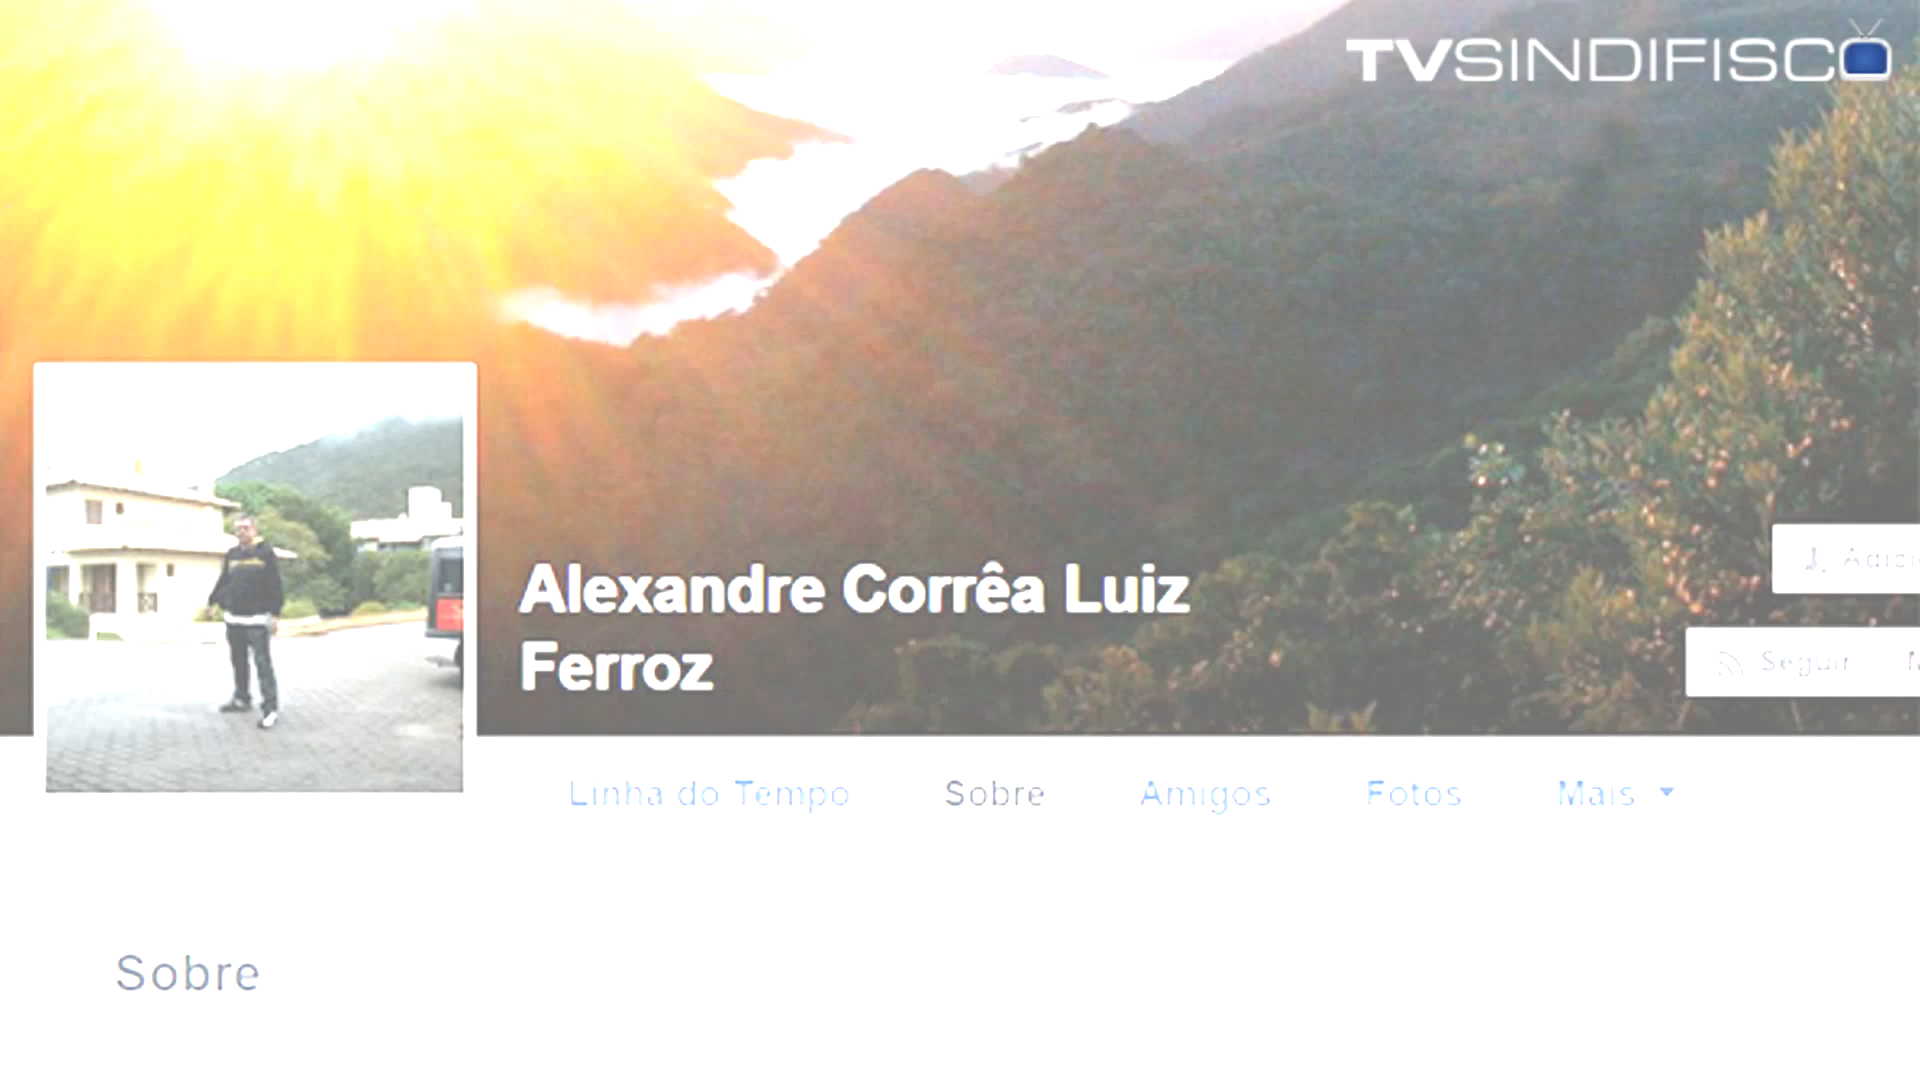 TVSINDIFISCO
Alexandre Corrêa Luiz
Ferroz
Seguir
Linha do Tempo Sobre Amigos Fotos Mais
Sobre